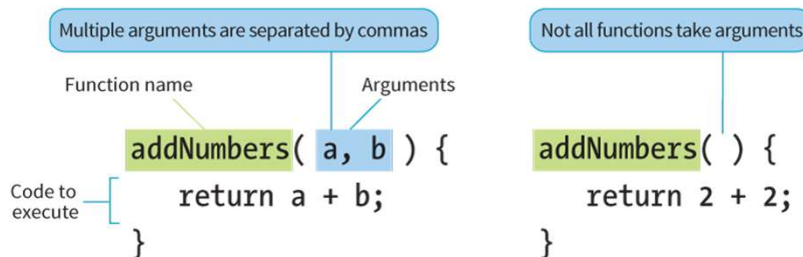 Multiple arguments are separated by commas
Function name
Arguments
addNumbers( a, b ) {
Code to
execute
return a + b;
}
Not all functions take arguments
addNumbers( ) {
return 2 + 2;
}